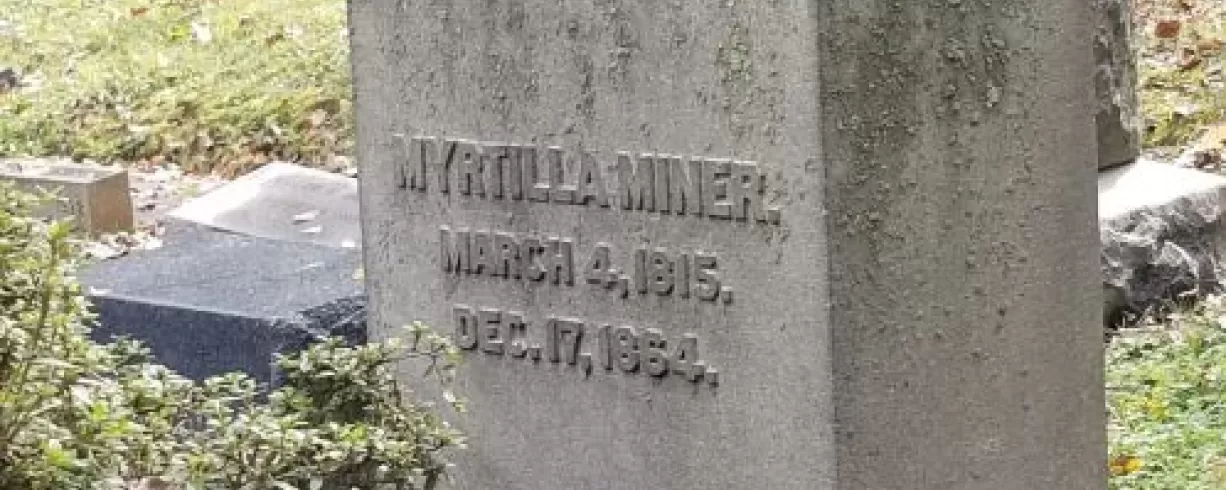 MYRTILLA MINER.
MARCH 4, 1815.
DEC. 17, 1864.